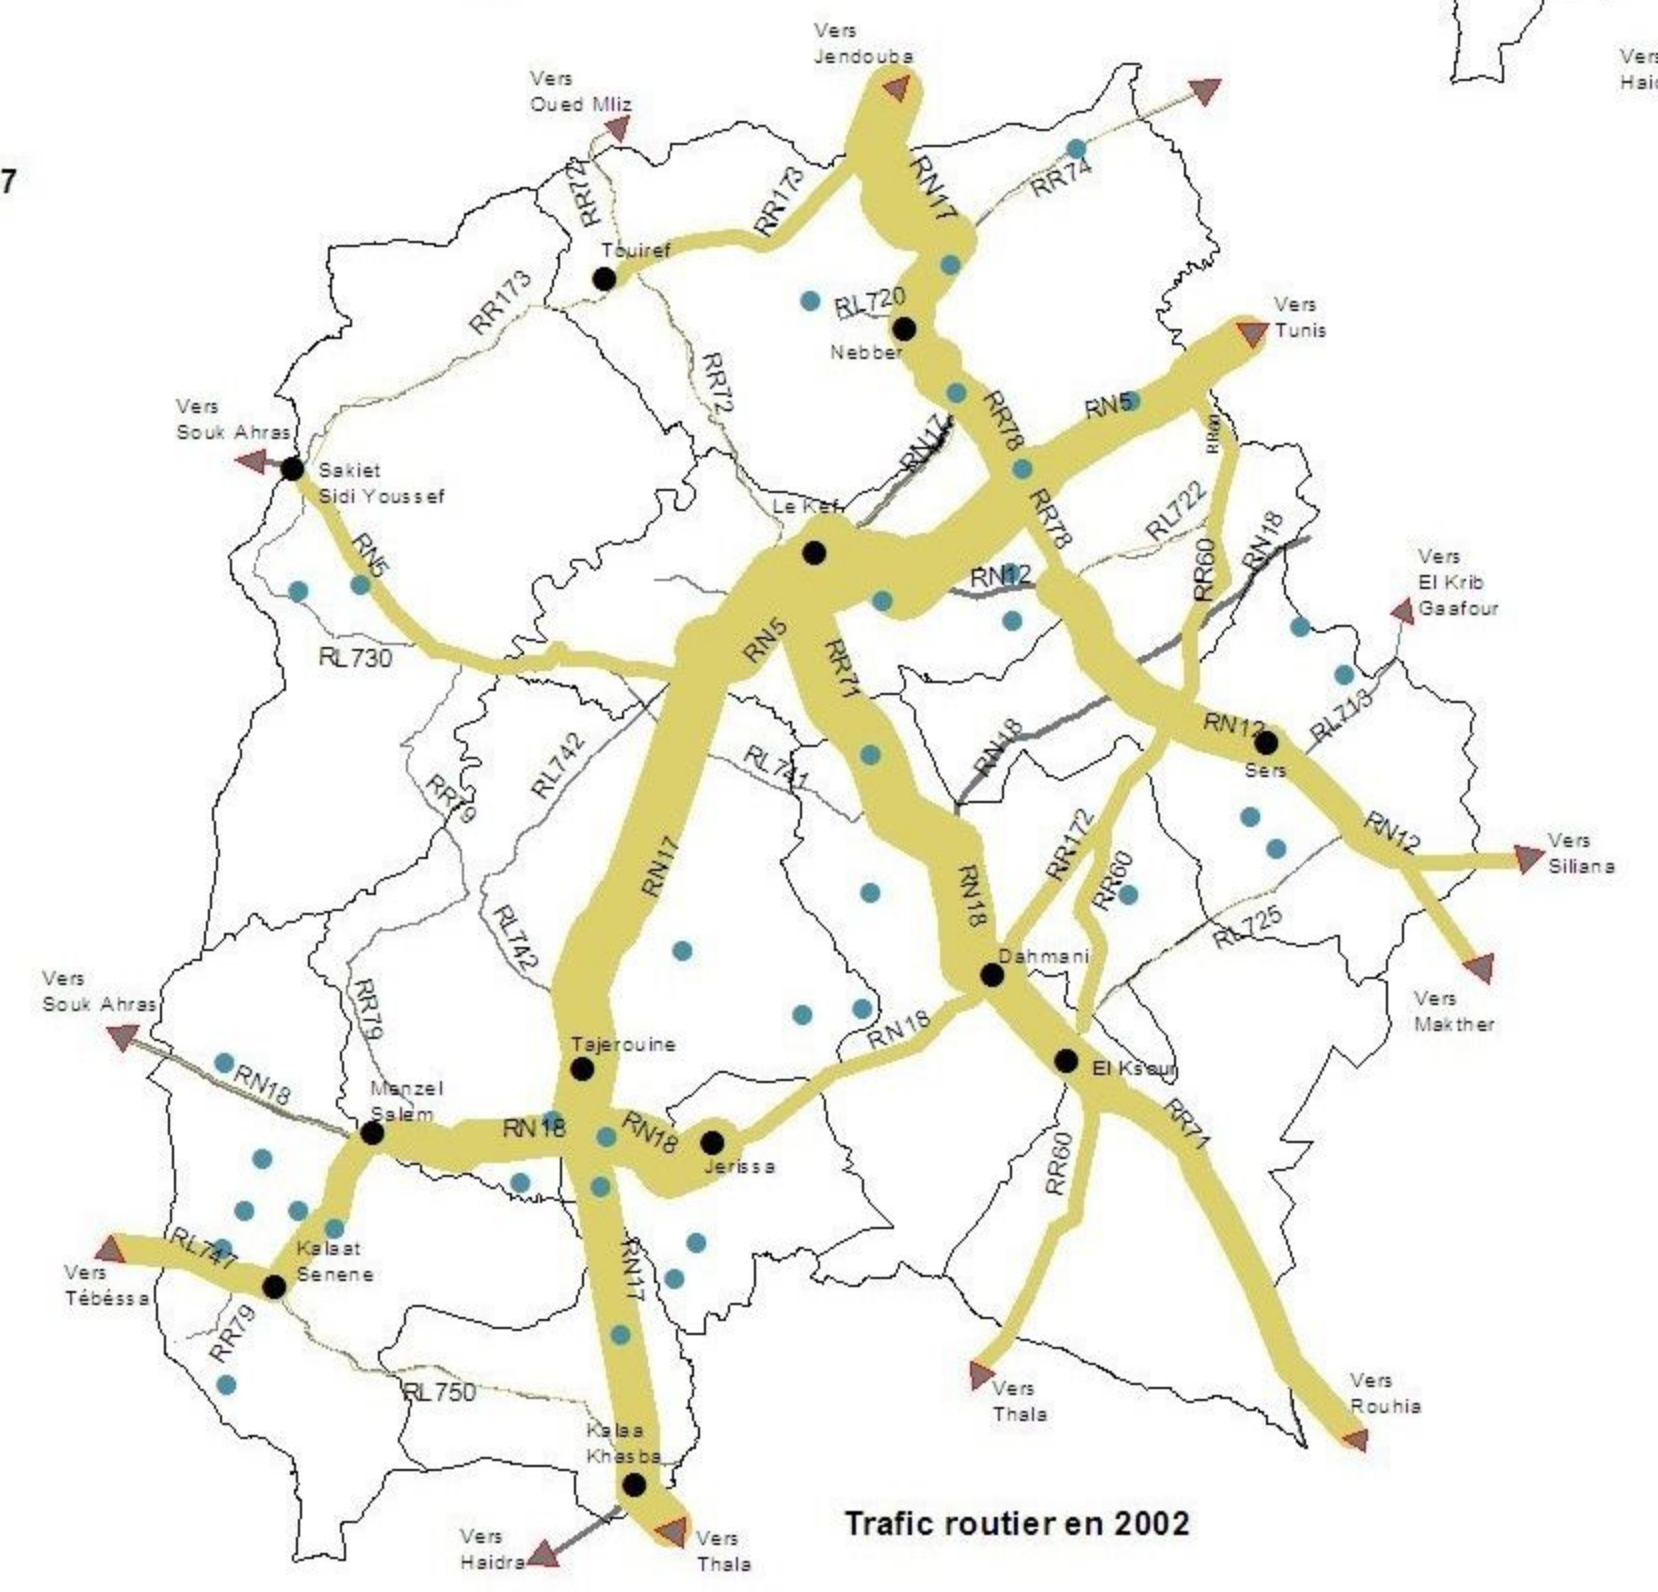 Vers
Jendouba
Vers
Oued Mliz
Vers
7
RR72
RR173
RN17
RR74
Touiref
RR173
RL720
Nebber
Vers
Tunis
RR72
RR78
RN5
RR60
RN17
Vers
Souk Ahras
Sakiet
Sidi Youssef
Le Kef
RR78
RL722
RN18
RN5
RN12
RR60
Vers
El Krib
Gaafour
RL730
RN5
RR71
RL713
RN12
Sers
RN18
RL742
RL741
RR79
RN17
RR172
RR60
RN12
Vers
Siliana
RN18
RL742
RL725
Dahmani
Vers
Makther
Vers
Souk Ahras
RR79
RN18
RN18
Tajerouine
El Ksour
Menzel
Salem
RN18
RN18
Jerissa
RR71
RR60
RL747
Kalaat
Senene
Vers
Tébéssa
RN17
RR79
RL750
Vers
Thala
Vers
Rouhia
Kalaa
Khasba
Trafic routier en 2002
Vers
Haidra
Vers
Thala